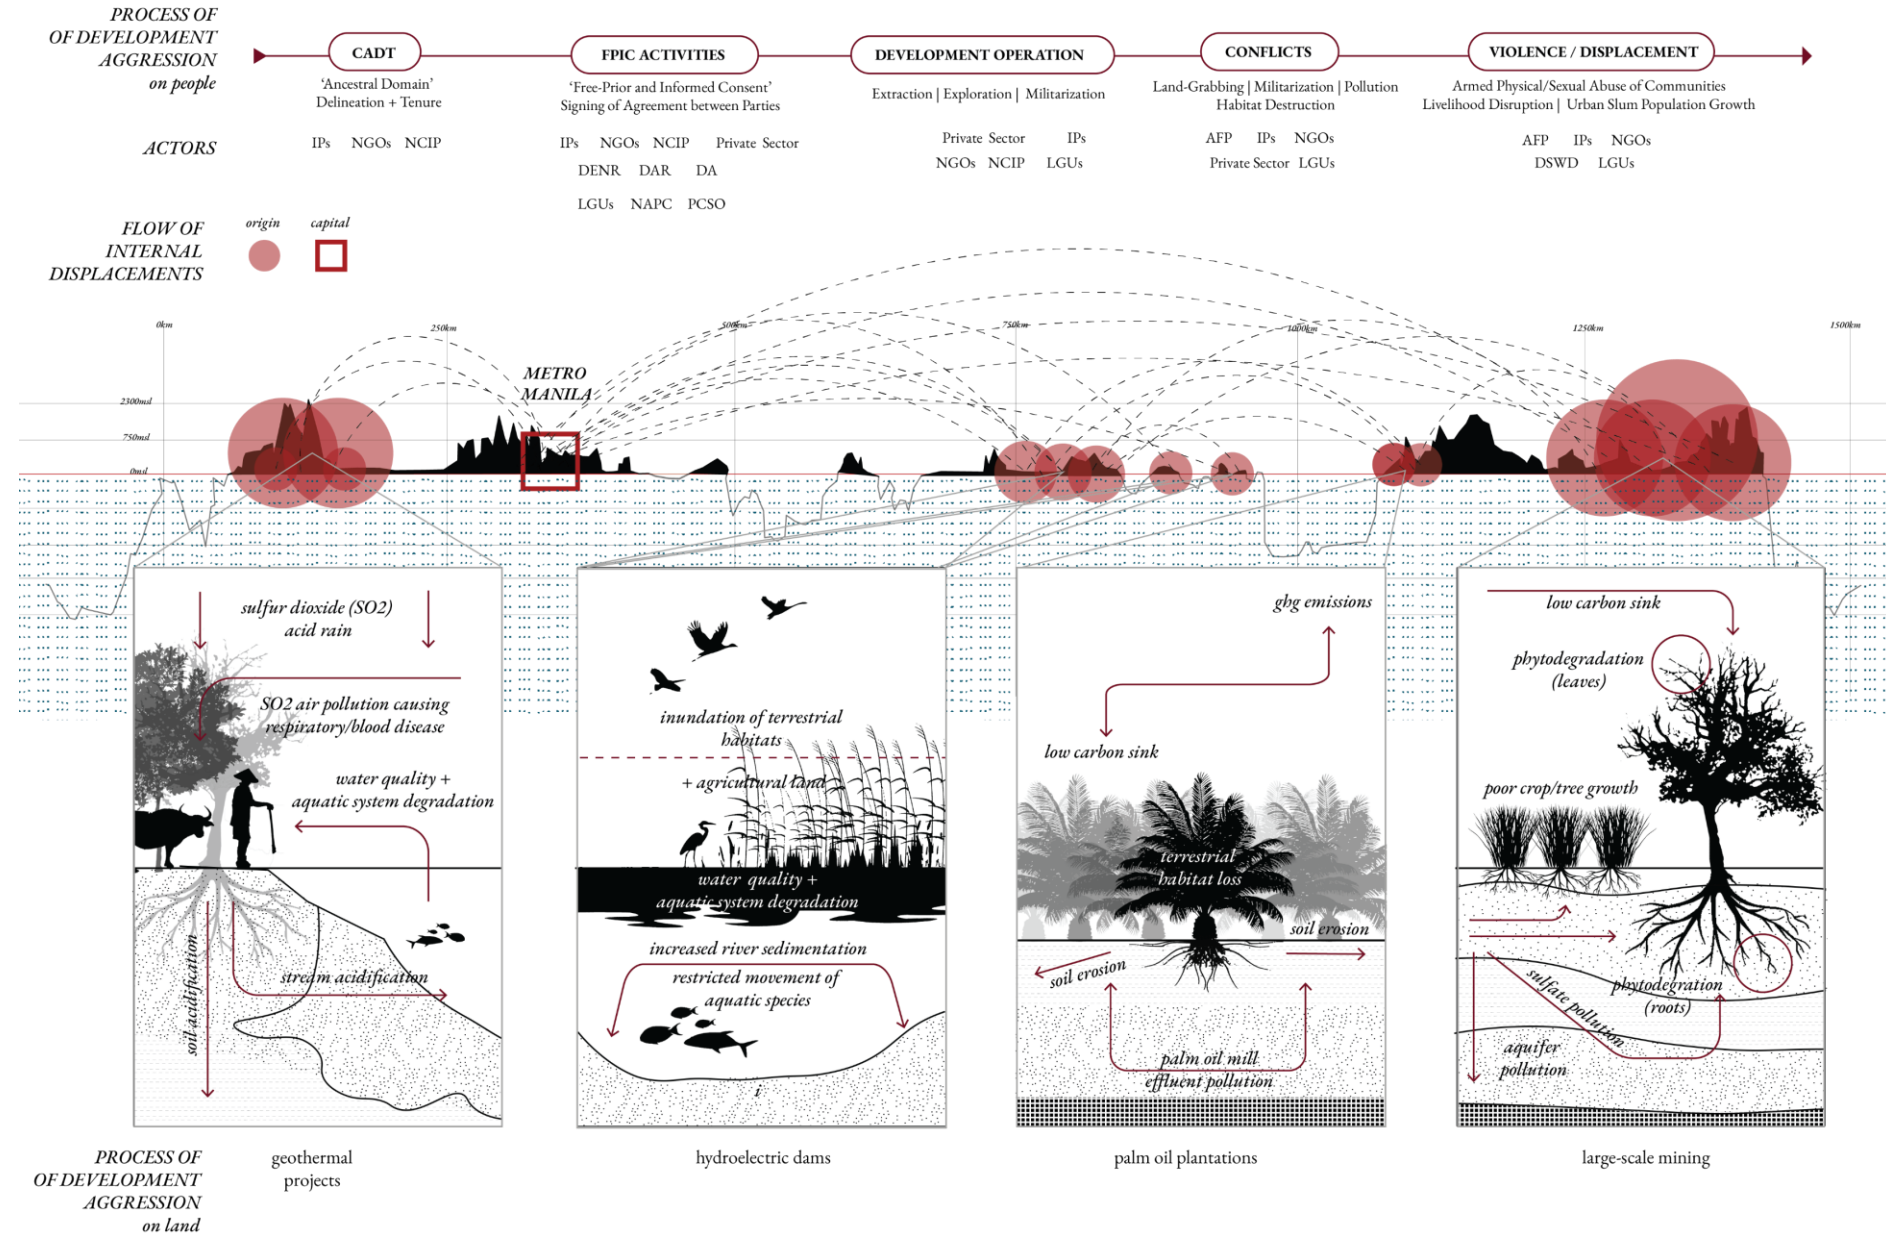 PROCESS OF
OF DEVELOPMENT
AGGRESSION
on people
CADT
FPIC ACTIVITIES
DEVELOPMENT OPERATION
CONFLICTS
VIOLENCE / DISPLACEMENT
‘Ancestral Domain’
Delineation + Tenure
‘Free-Prior and Informed Consent’
Signing of Agreement between Parties
Extraction | Exploration | Militarization
Land-Grabbing | Militarization | Pollution
Habitat Destruction
Armed Physical/Sexual Abuse of Communities
Livelihood Disruption | Urban Slum Population Growth
ACTORS
IPs NGOs NCIP
IPs NGOs NCIP Private Sector
DENR DAR DA
LGUs NAPC PCSO
Private Sector IPs
NGOs NCIP LGUs
AFP IPs NGOs
Private Sector LGUs
AFP IPs NGOs
DSWD LGUs
FLOW OF
INTERNAL
DISPLACEMENTS
origin
capital
0km
250km
500km
750km
1000km
1250km
1500km
METRO
MANILA
2300msl
750msl
0msl
sulfur dioxide (SO2)
acid rain
SO2 air pollution causing
respiratory/blood disease
water quality +
aquatic system degradation
soil acidification
stream acidification
inundation of terrestrial
habitats
+ agricultural land
water quality +
aquatic system degradation
increased river sedimentation
restricted movement of
aquatic species
i
ghg emissions
low carbon sink
terrestrial
habitat loss
soil erosion
soil erosion
palm oil mill
effluent pollution
low carbon sink
phytodegradation
(leaves)
poor crop/tree growth
sulfate pollution
phytodegration
(roots)
aquifer
pollution
PROCESS OF
OF DEVELOPMENT
AGGRESSION
on land
geothermal
projects
hydroelectric dams
palm oil plantations
large-scale mining